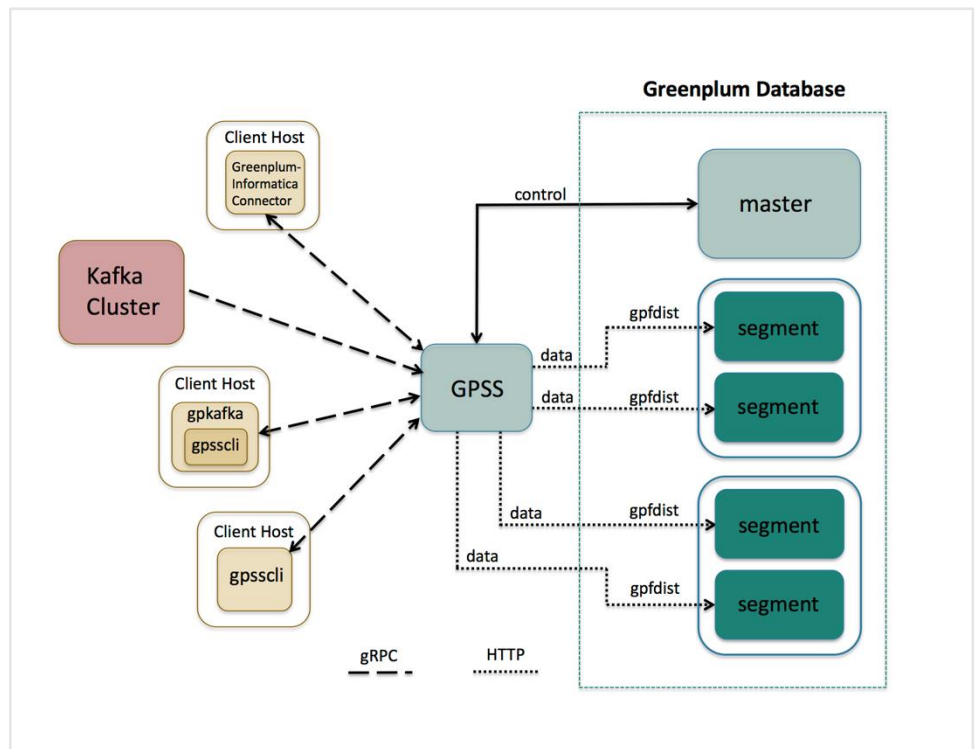 Greenplum Database
Client Host
Greenplum-
Informatica
Connector
control
master
Kafka
Cluster
gpfdist
segment
data
GPSS
data
gpfdist
segment
Client Host
gpkafka
gpsscli
data
gpfdist
segment
Client Host
gpsscli
data
gpfdist
segment
gRPC
HTTP